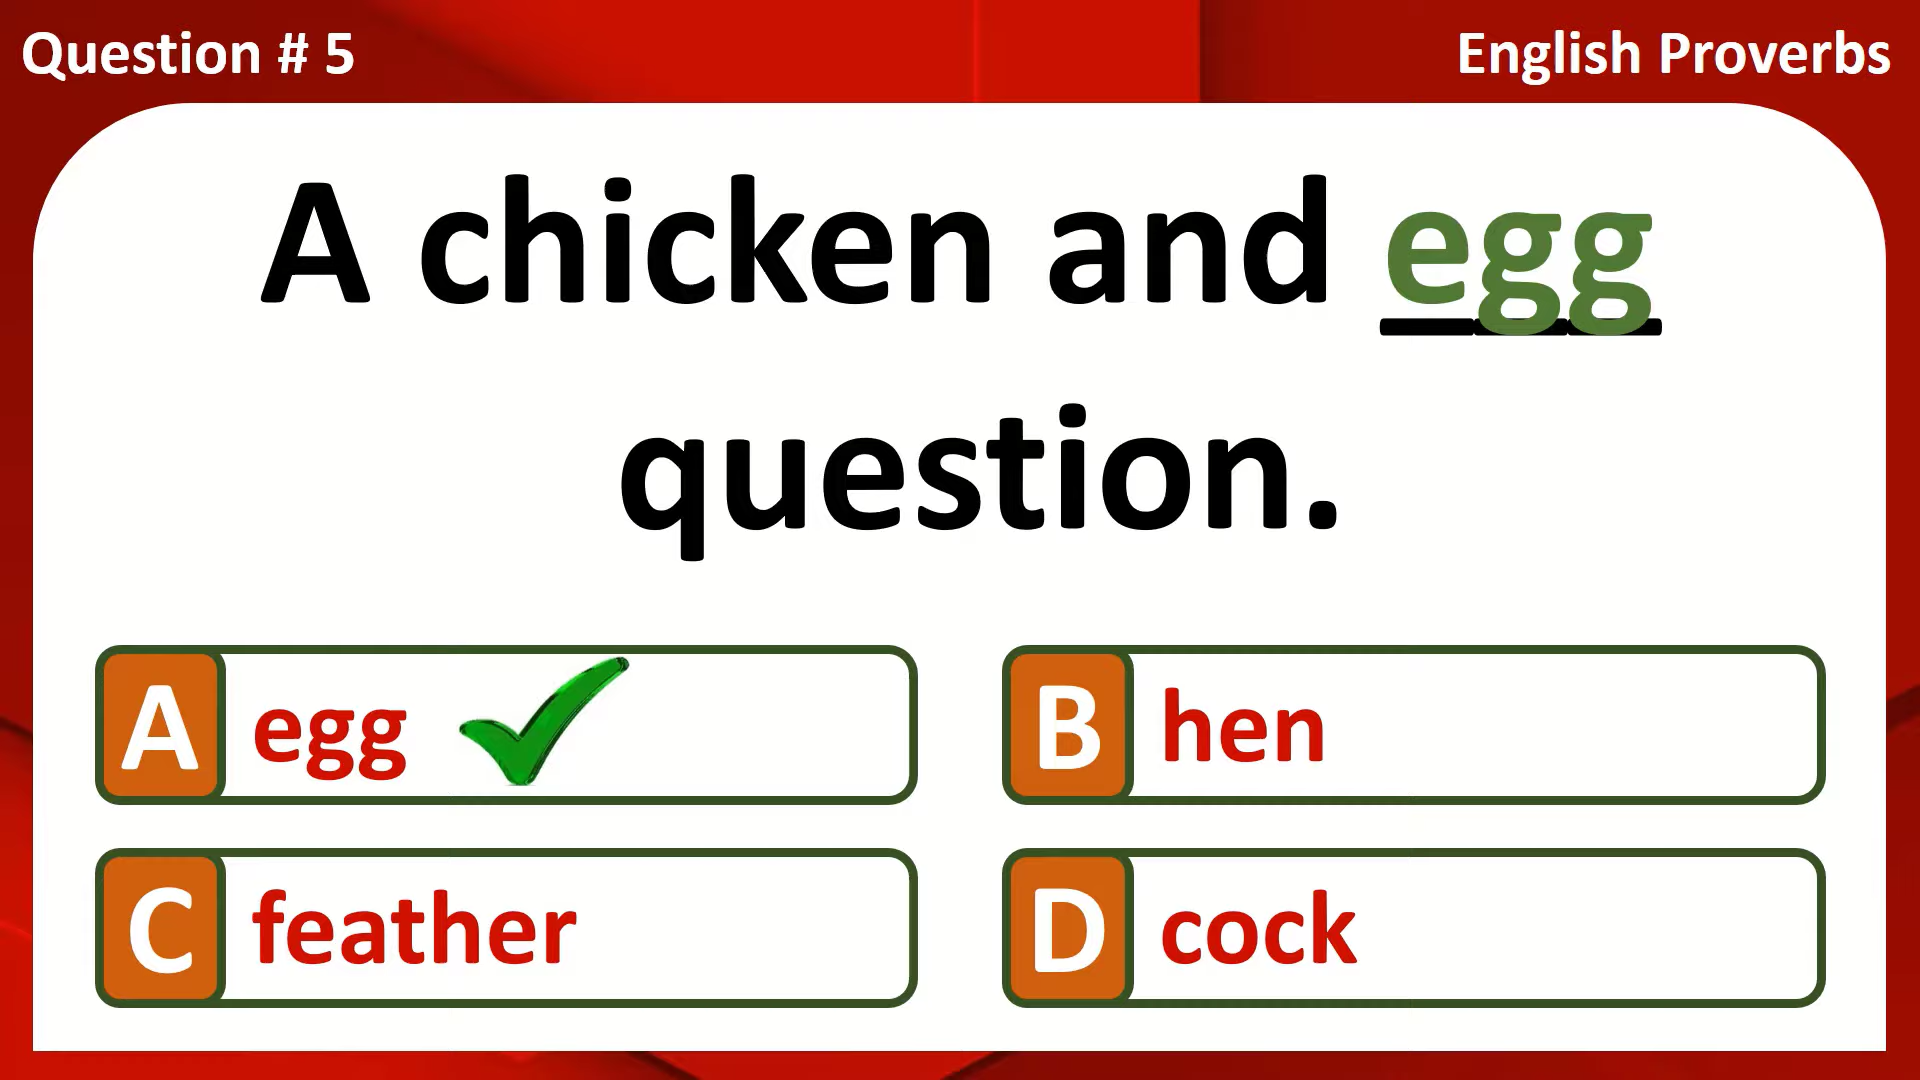 Question # 5
English Proverbs
A chicken and egg
question.
A egg
B hen
C feather
D cock